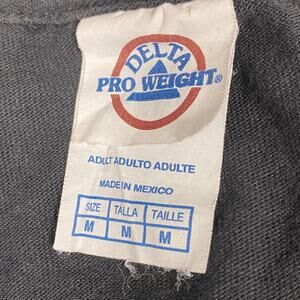 DELTA
PRO WEIGHT®
ADULT ADULTO ADULTE
MADE IN MEXICO
SIZE TALLA TAILLE
M M M